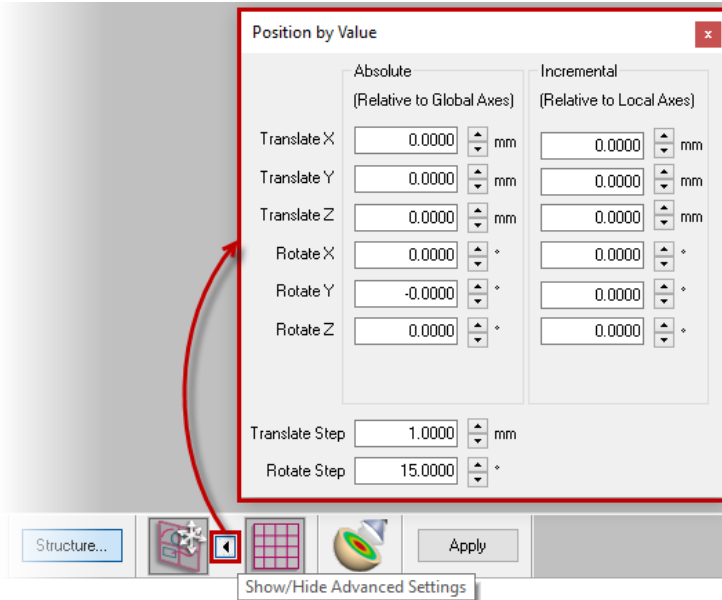 Position by Value
x
Absolute Incremental
(Relative to Global Axes) (Relative to Local Axes)
Translate X 0.0000 mm 0.0000 mm
Translate Y 0.0000 mm 0.0000 mm
Translate Z 0.0000 mm 0.0000 mm
Rotate X 0.0000 ° 0.0000 °
Rotate Y -0.0000 ° 0.0000 °
Rotate Z 0.0000 ° 0.0000 °
Translate Step 1.0000 mm
Rotate Step 15.0000 °
Structure... Apply
Show/Hide Advanced Settings